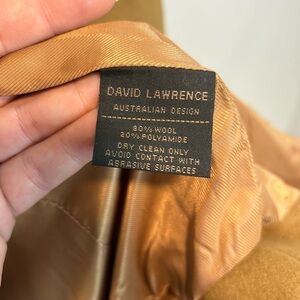 DAVID LAWRENCE
AUSTRALIAN DESIGN
80% WOOL
20% POLYAMIDE
DRY CLEAN ONLY
AVOID CONTACT WITH
ABRASIVE SURFACES